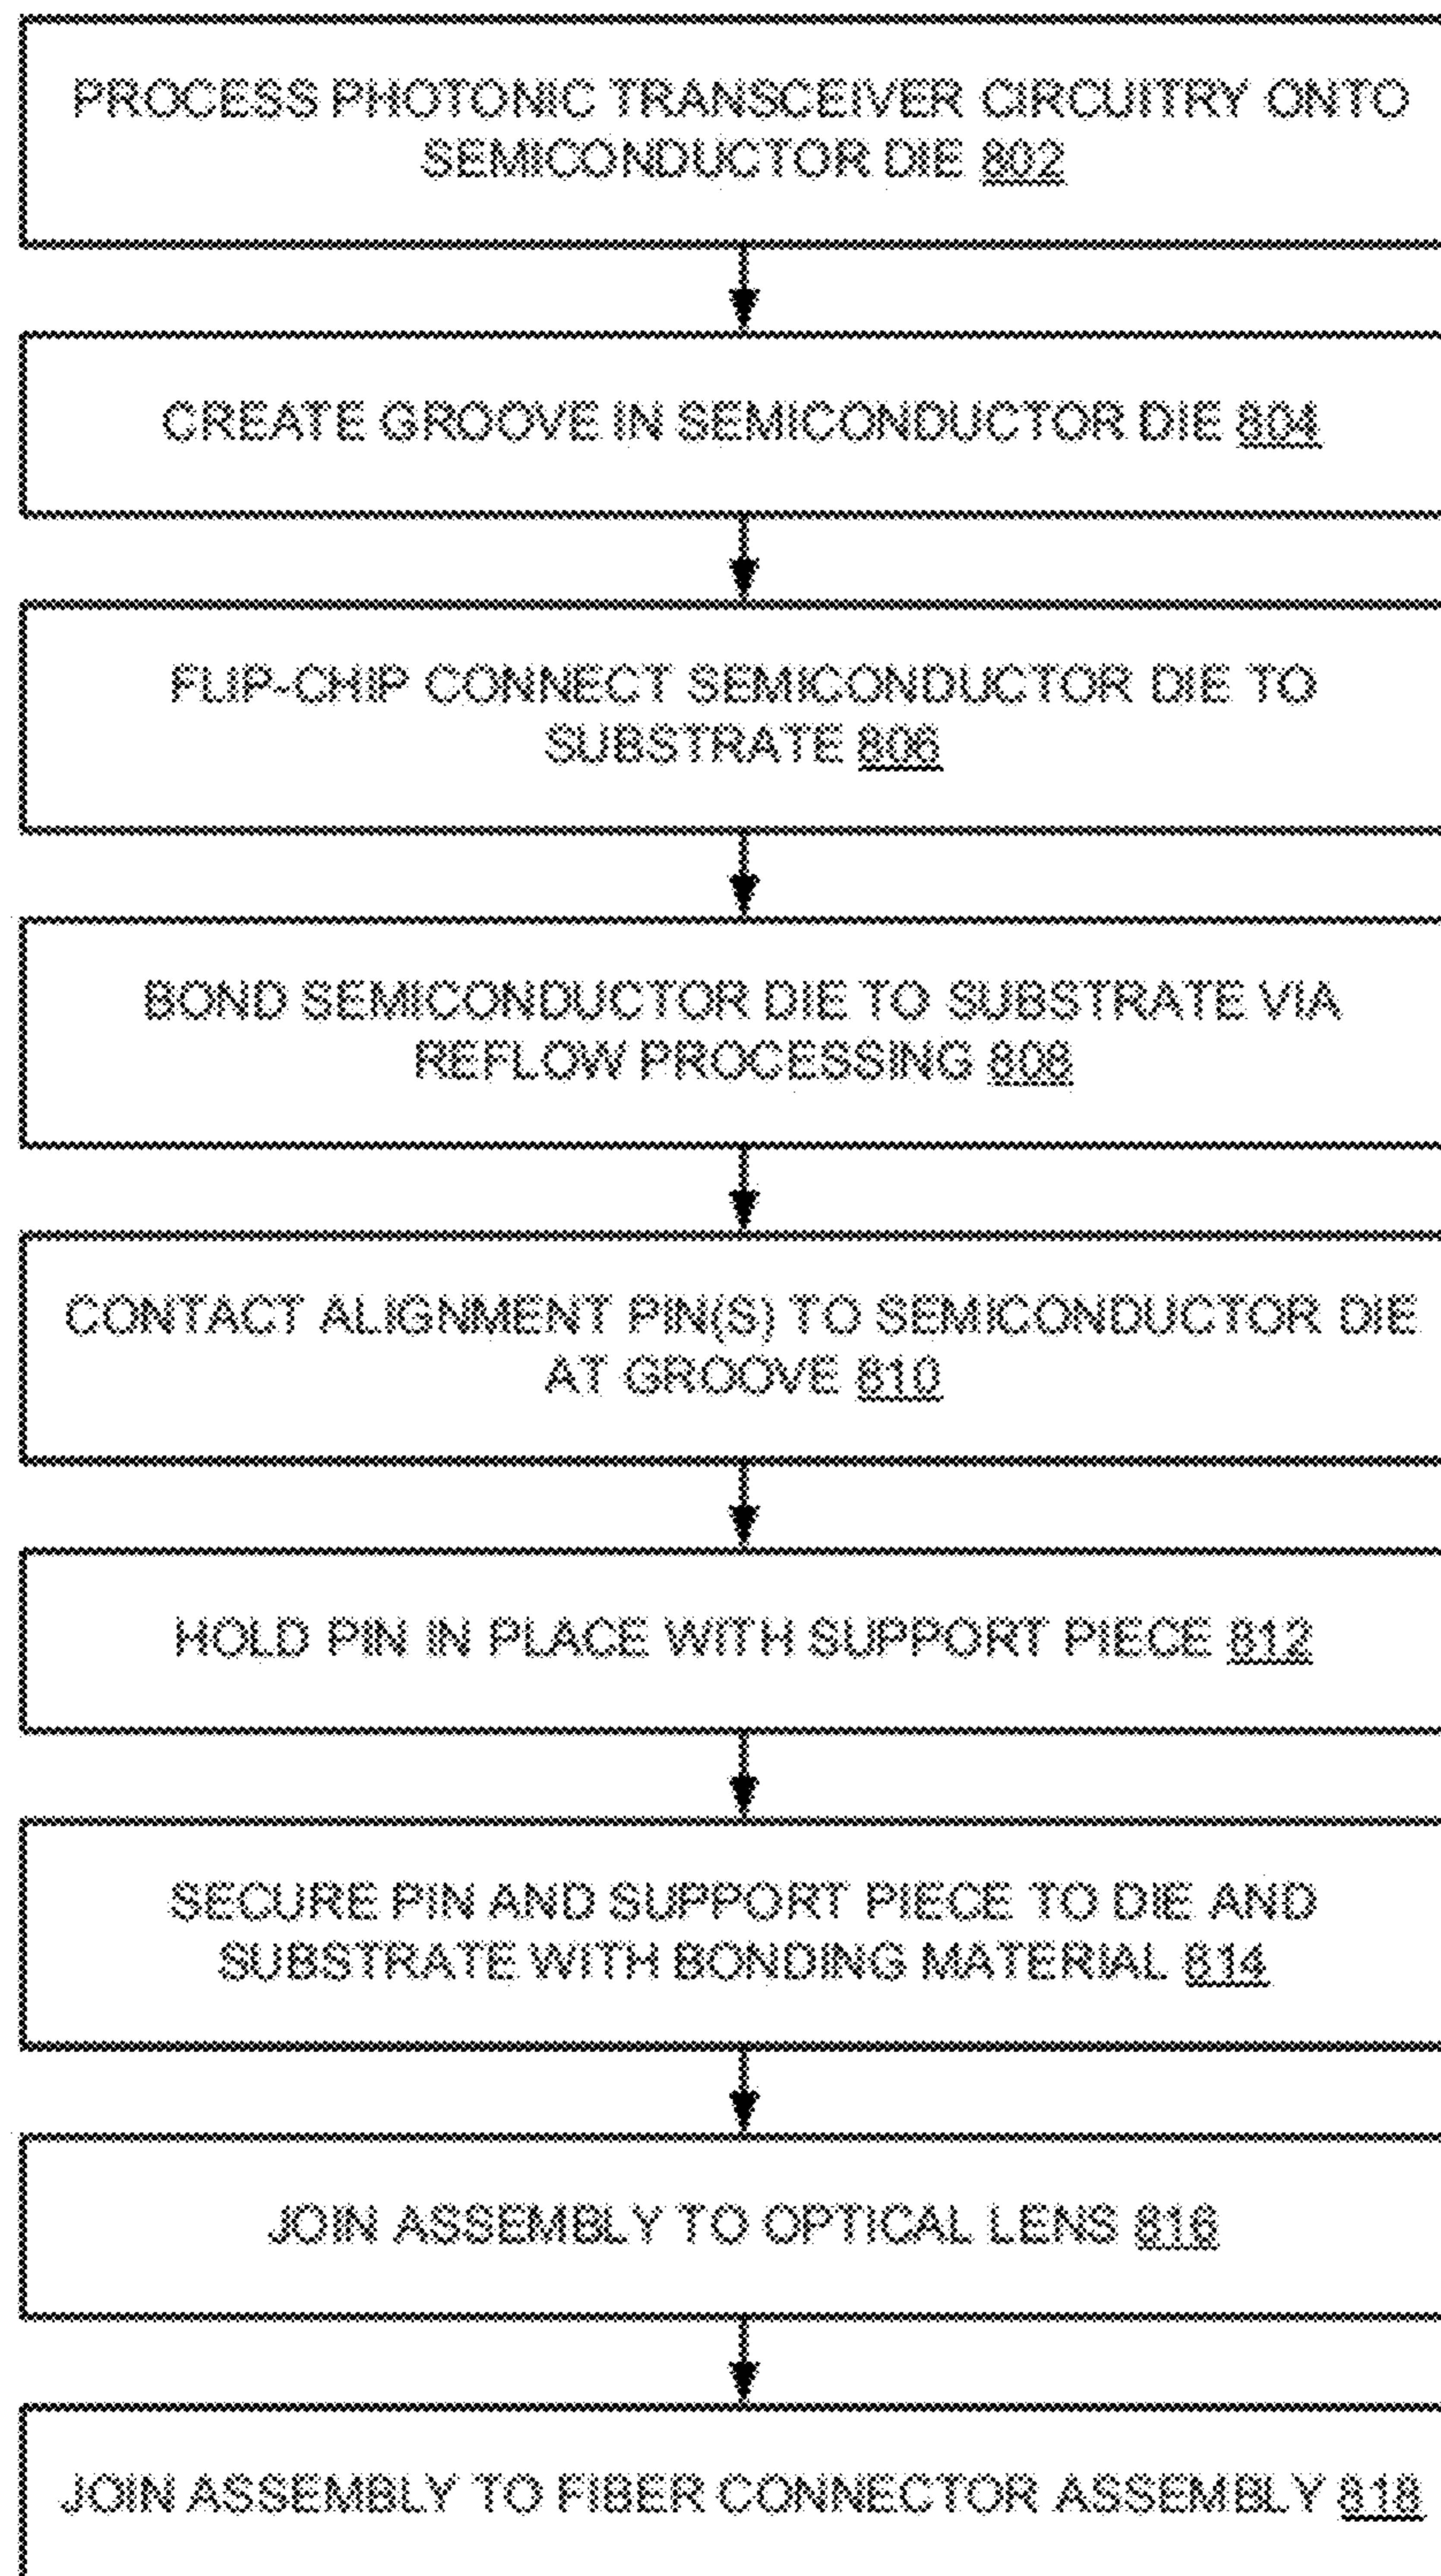 PROCESS PHOTONIC TRANSCEIVER CIRCUITRY ONTO
SEMICONDUCTOR DIE 802
CREATE GROOVE IN SEMICONDUCTOR DIE 804
FLIP-CHIP CONNECT SEMICONDUCTOR DIE TO
SUBSTRATE 806
BOND SEMICONDUCTOR DIE TO SUBSTRATE VIA
REFLOW PROCESSING 808
CONTACT ALIGNMENT PIN(S) TO SEMICONDUCTOR DIE
AT GROOVE 810
HOLD PIN IN PLACE WITH SUPPORT PIECE 812
SECURE PIN AND SUPPORT PIECE TO DIE AND
SUBSTRATE WITH BONDING MATERIAL 814
JOIN ASSEMBLY TO OPTICAL LENS 816
JOIN ASSEMBLY TO FIBER CONNECTOR ASSEMBLY 818